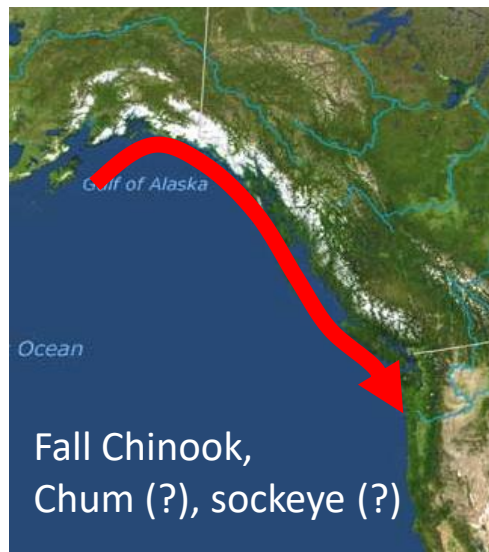 Gulf of Alaska
Ocean
Fall Chinook,
Chum (?), sockeye (?)